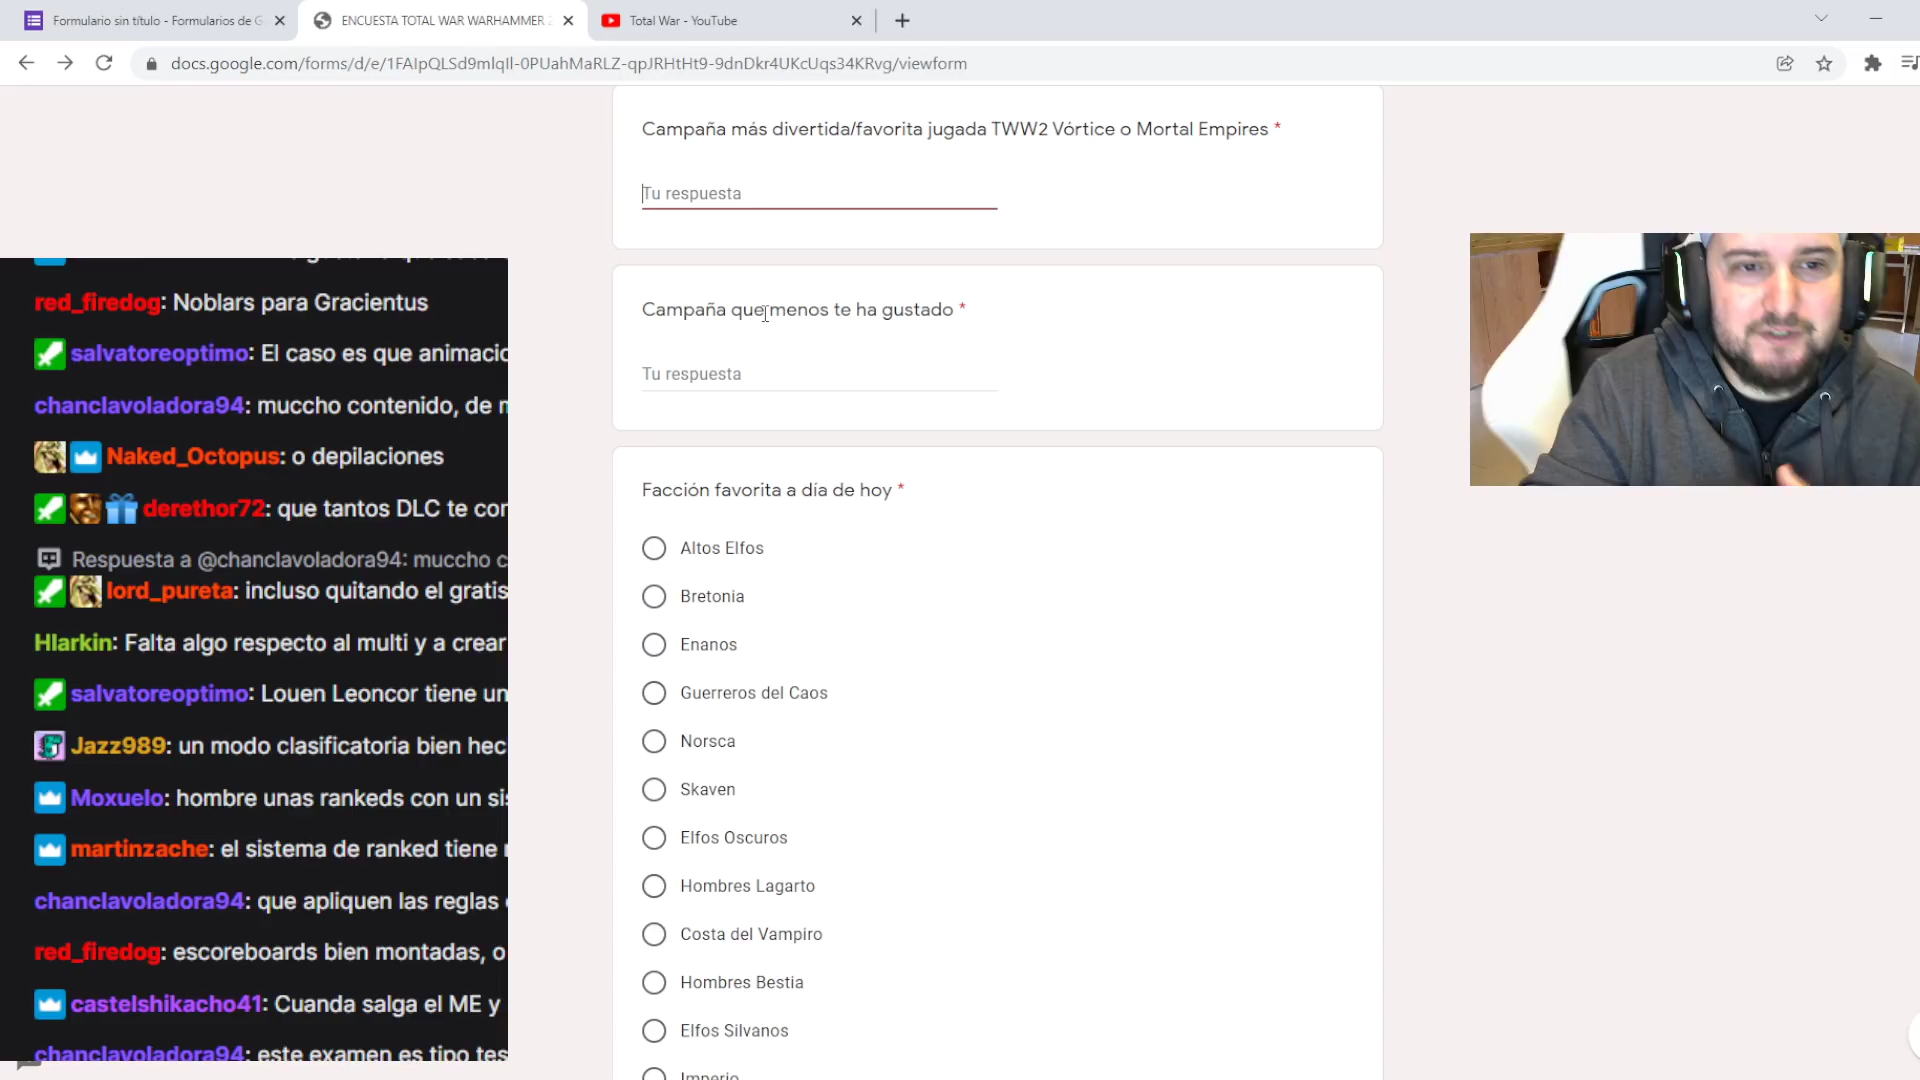 Formulario sin título - Formularios de G
ENCUESTA TOTAL WAR WARHAMMER 2
Total War - YouTube
docs.google.com/forms/d/e/1FAIpQLSd9mlqIl-0PUahMaRLZ-qpJRHtHt9-9dnDkr4UKcUqs34KRvg/viewform
Campaña más divertida/favorita jugada TWW2 Vórtice o Mortal Empires *
Tu respuesta
Campaña que menos te ha gustado *
Tu respuesta
Facción favorita a día de hoy *
Altos Elfos
Bretonia
Enanos
Guerreros del Caos
Norsca
Skaven
Elfos Oscuros
Hombres Lagarto
Costa del Vampiro
Hombres Bestia
Elfos Silvanos
Imperio
red_firedog: Noblars para Gracientus
salvatoreoptimo: El caso es que animacio
chanclavoladora94: muccho contenido, de m
Naked_Octopus: o depilaciones
derethor72: que tantos DLC te cor
Respuesta a @chanclavoladora94: muccho c
lord_pureta: incluso quitando el gratis
Hlarkin: Falta algo respecto al multi y a crear
salvatoreoptimo: Louen Leoncor tiene un
Jazz989: un modo clasificatoria bien hec
Moxuelo: hombre unas rankeds con un sis
martinzache: el sistema de ranked tiene
chanclavoladora94: que apliquen las reglas
red_firedog: escoreboards bien montadas, o
castelshikacho41: Cuanda salga el ME y
chanclavoladora94: este examen es tipo tes